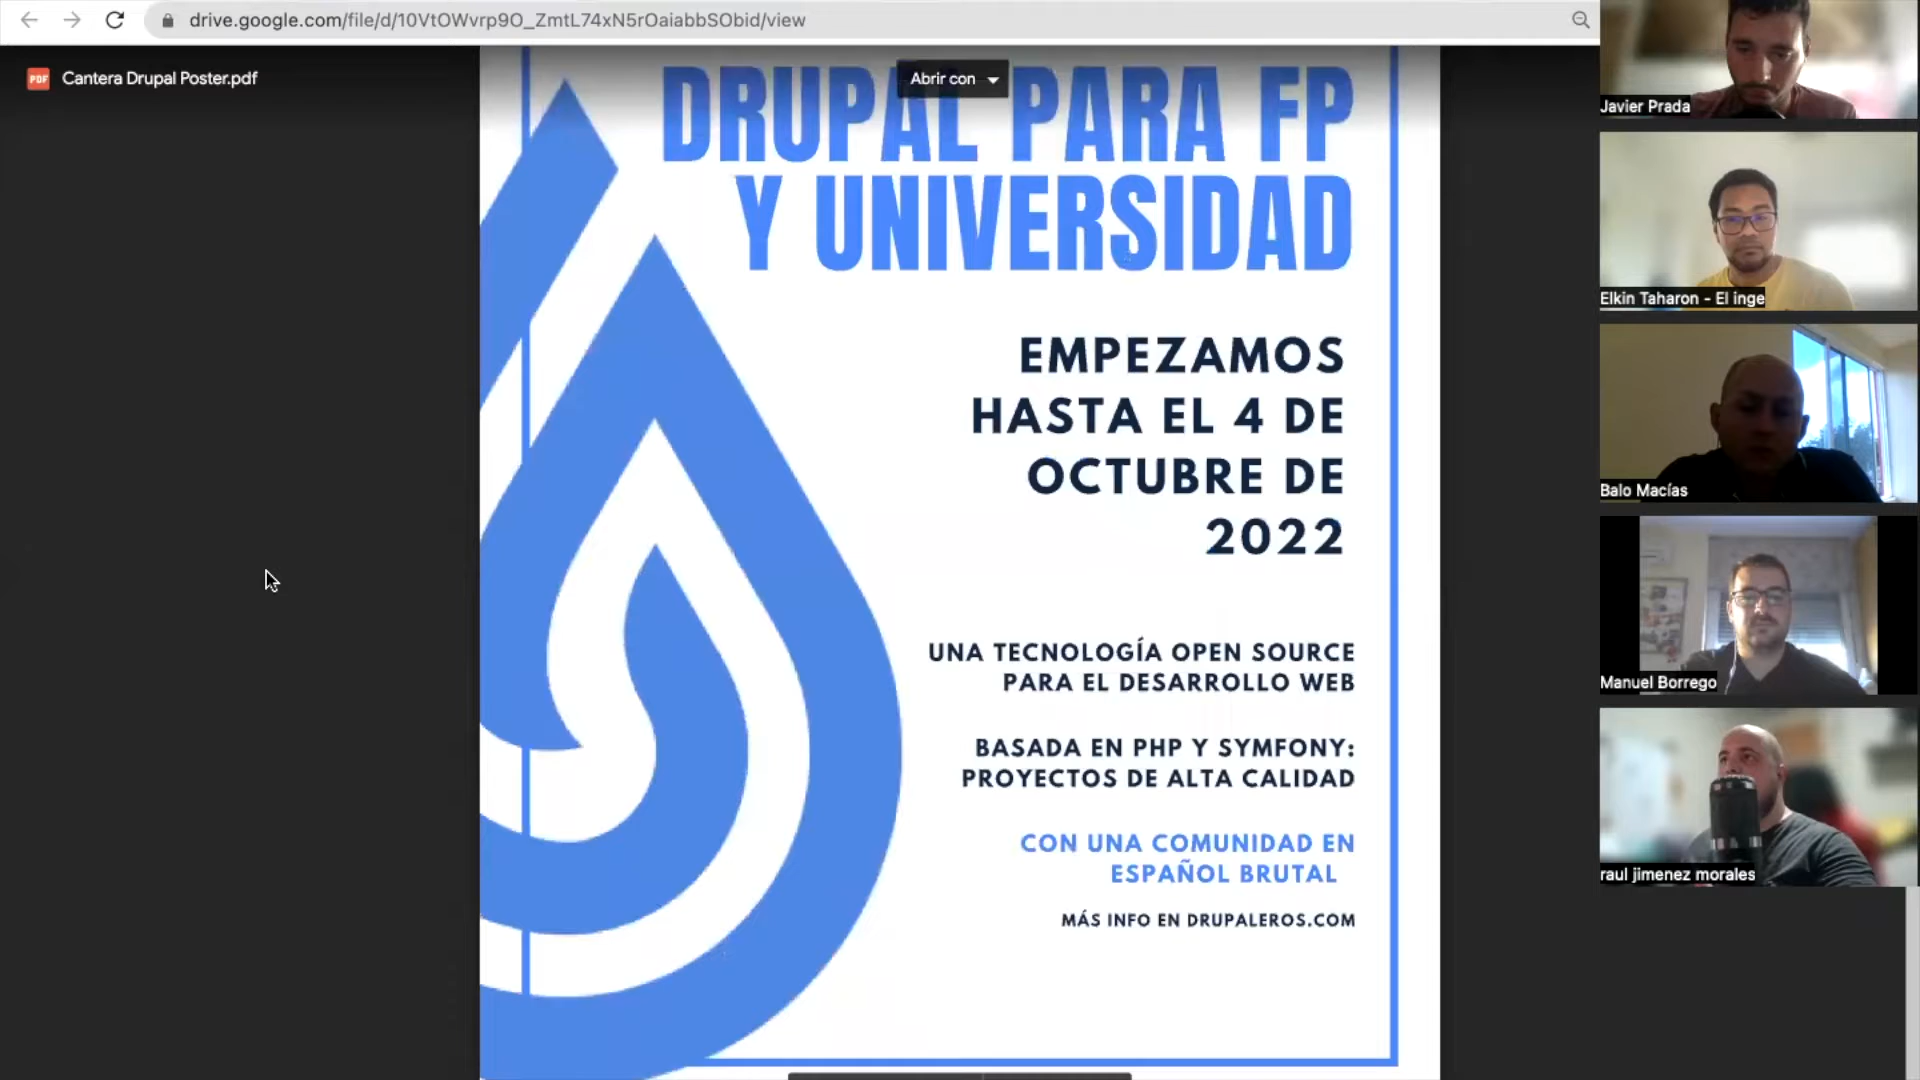 drive.google.com/file/d/10VtOWvrp9O_ZmtL74xN5rOaiabbSObid/view
PDF
Cantera Drupal Poster.pdf
Abrir con
DRUPAL PARA FP
Y UNIVERSIDAD
EMPEZAMOS
HASTA EL 4 DE
OCTUBRE DE
2022
UNA TECNOLOGÍA OPEN SOURCE
PARA EL DESARROLLO WEB
BASADA EN PHP Y SYMFONY:
PROYECTOS DE ALTA CALIDAD
CON UNA COMUNIDAD EN
ESPAÑOL BRUTAL
MÁS INFO EN DRUPALEROS.COM
Javier Prada
Elkin Taharon - El inge
Balo Macías
Manuel Borrego
raul jimenez morales